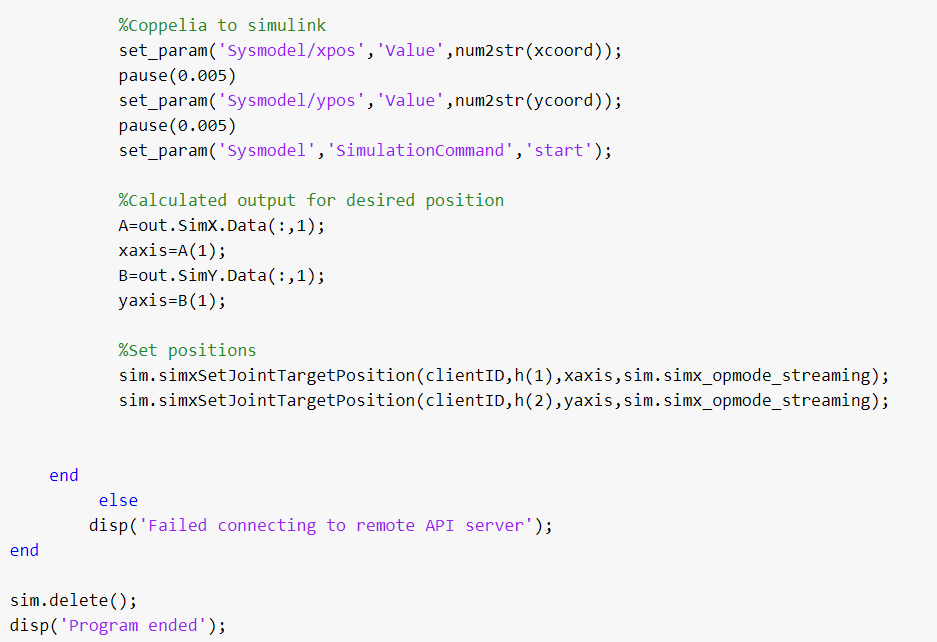 %Coppelia to simulink
set_param('Sysmodel/xpos','Value',num2str(xcoord));
pause(0.005)
set_param('Sysmodel/ypos','Value',num2str(ycoord));
pause(0.005)
set_param('Sysmodel','SimulationCommand','start');
%Calculated output for desired position
A=out.SimX.Data(:,1);
xaxis=A(1);
B=out.SimY.Data(:,1);
yaxis=B(1);
%Set positions
sim.simxSetJointTargetPosition(clientID,h(1),xaxis,sim.simx_opmode_streaming);
sim.simxSetJointTargetPosition(clientID,h(2),yaxis,sim.simx_opmode_streaming);
end
else
disp('Failed connecting to remote API server');
end
sim.delete();
disp('Program ended');